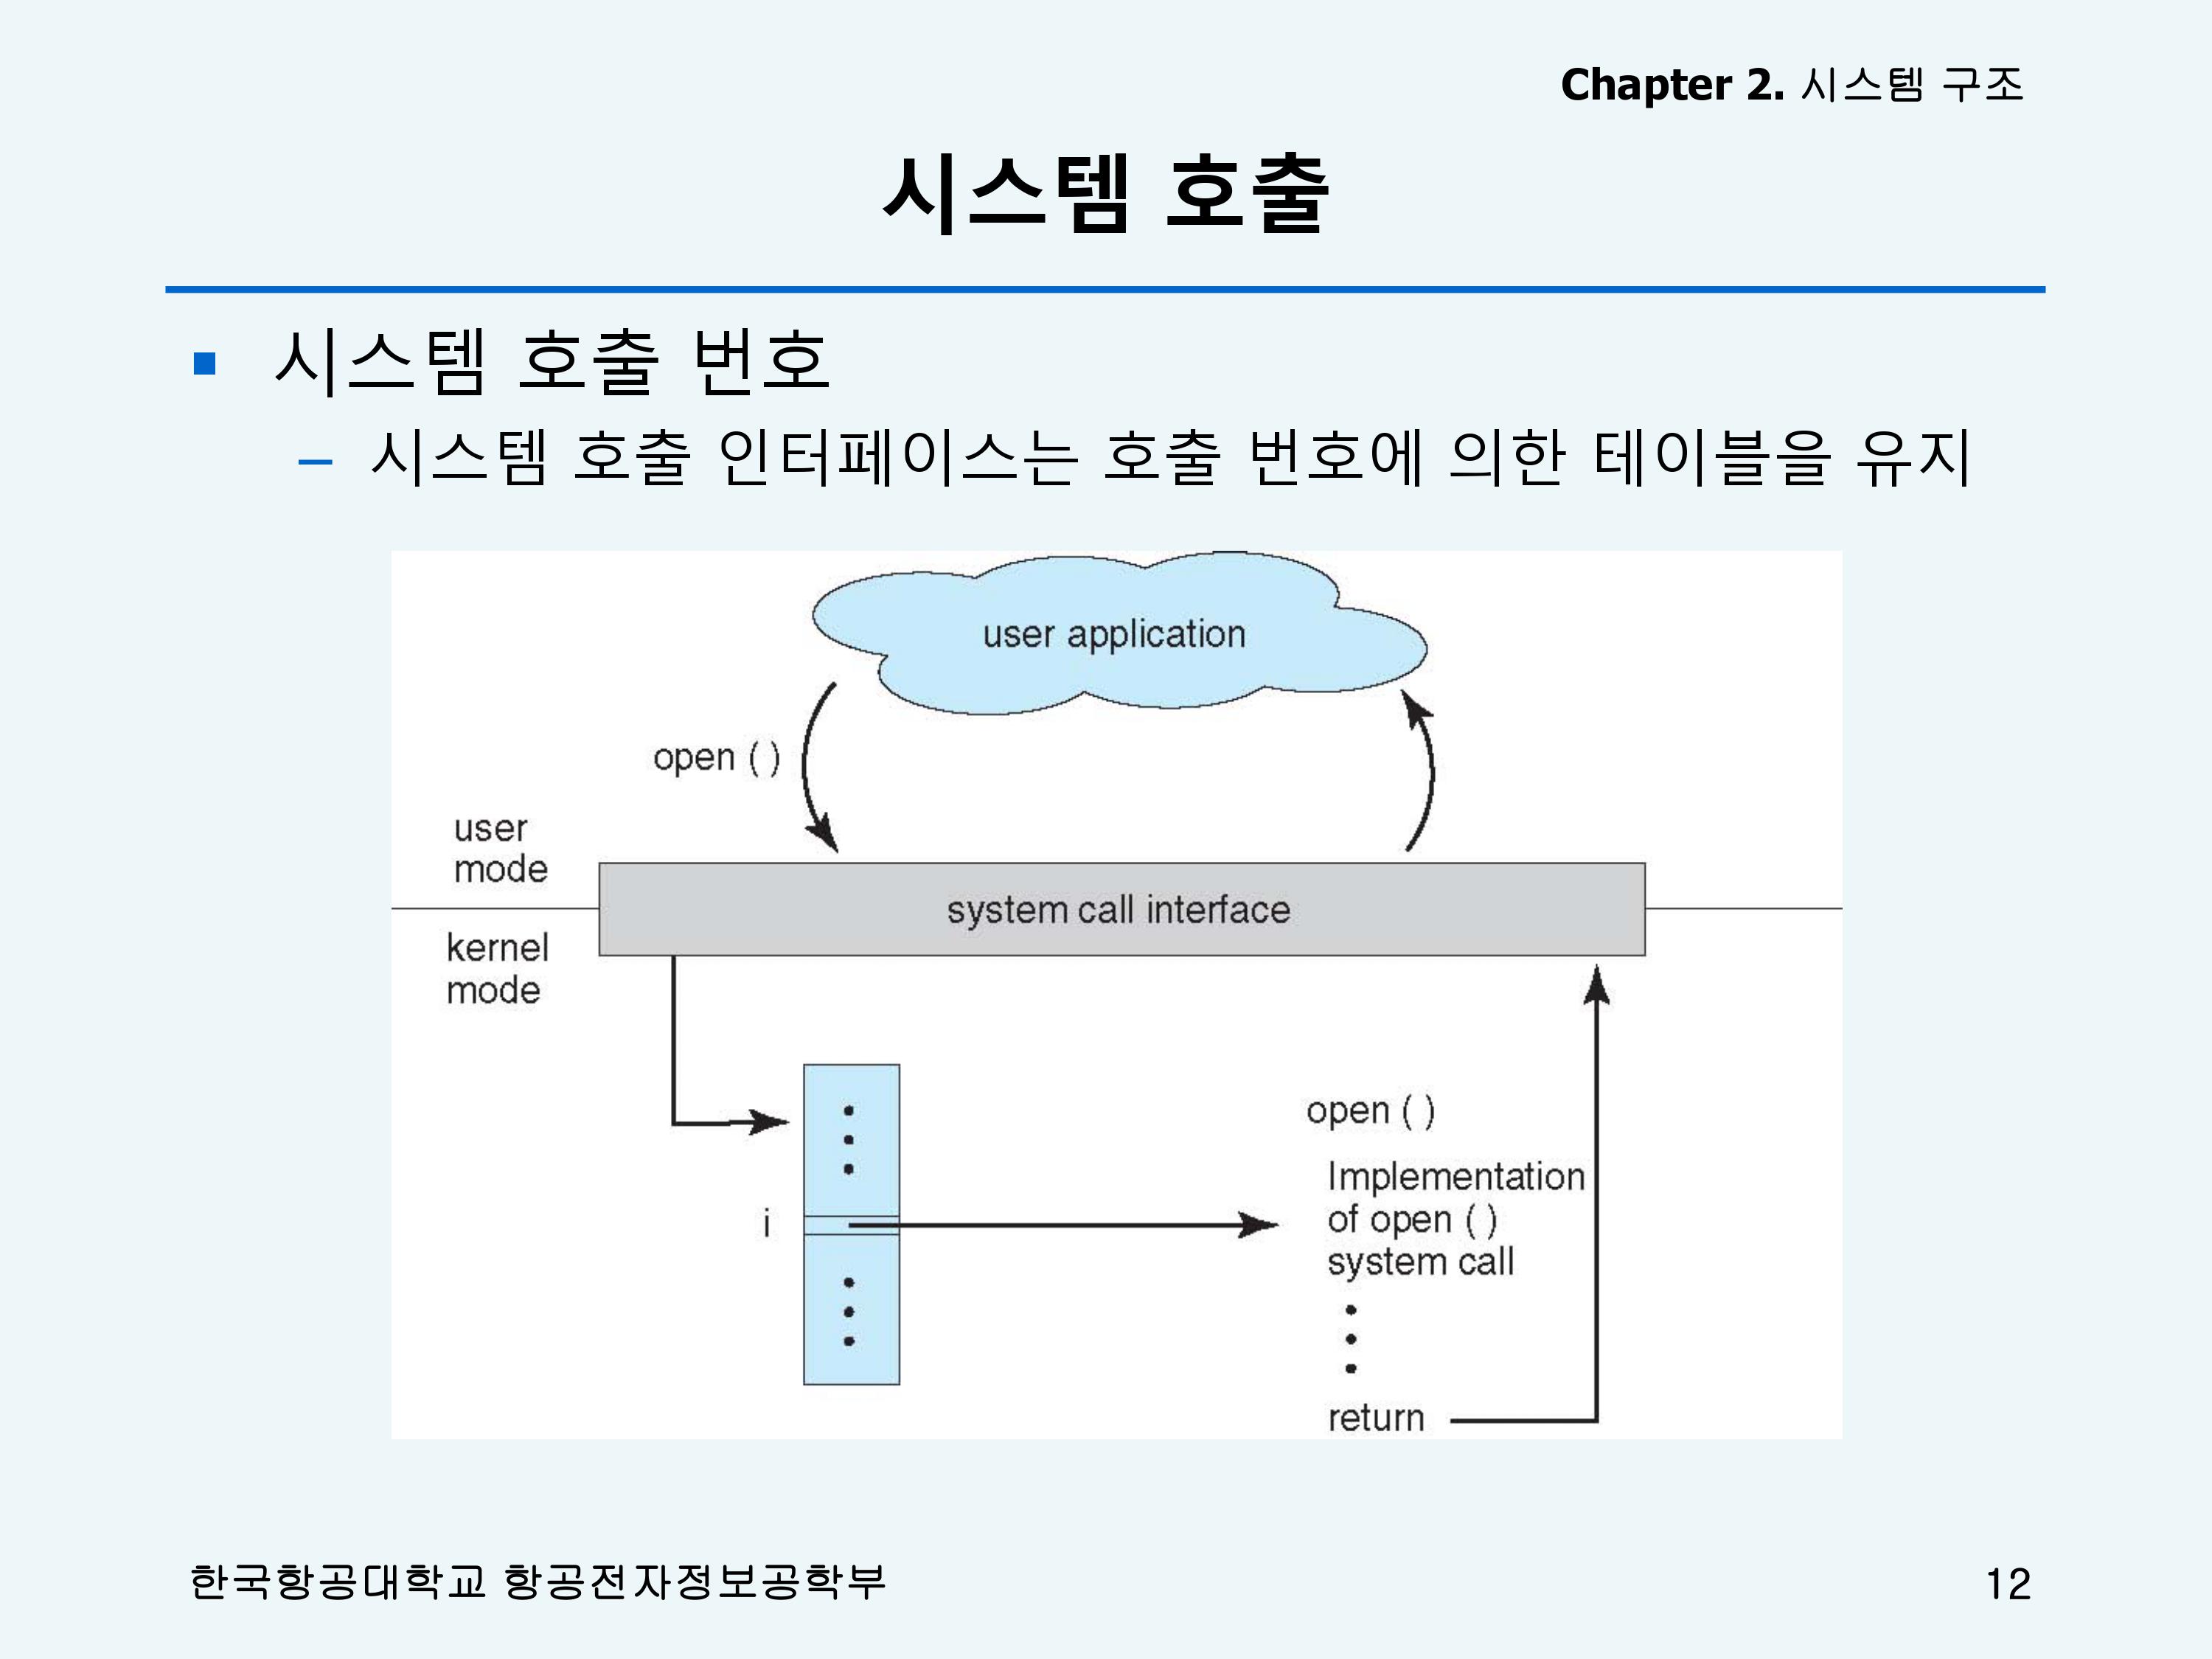 Chapter 2. 시스템 구조
시스템 호출
시스템 호출 번호
– 시스템 호출 인터페이스는 호출 번호에 의한 테이블을 유지
user application
open ( )
user
mode
system call interface
kernel
mode
open ( )
Implementation
i
of open ( )
system call
return
한국항공대학교 항공전자정보공학부
12